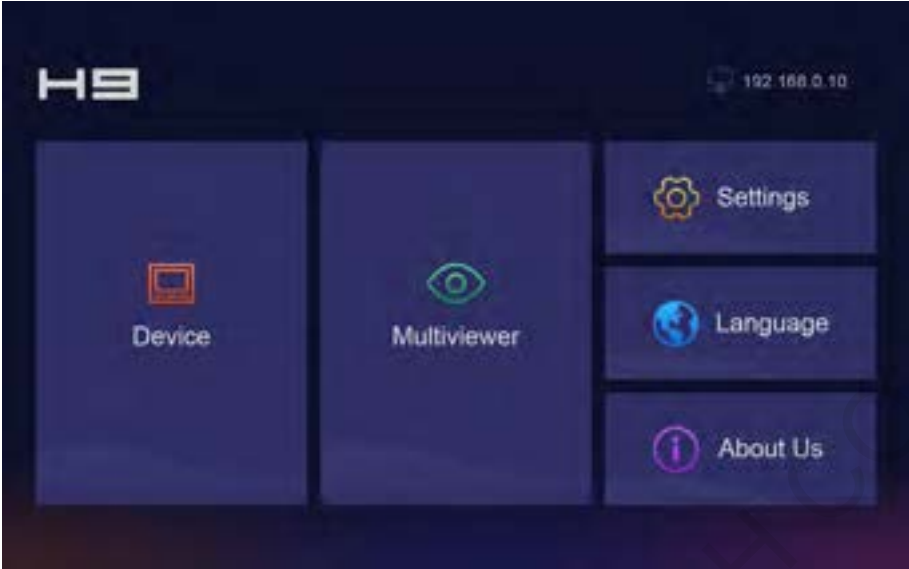 H9
192.168.0.10
Device
Multiviewer
Settings
Language
About Us